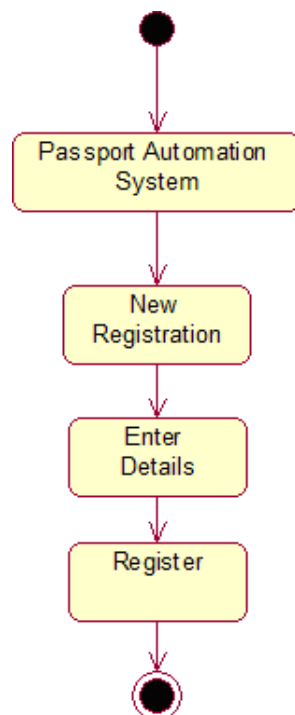 Passport Automation
System
New
Registration
Enter
Details
Register